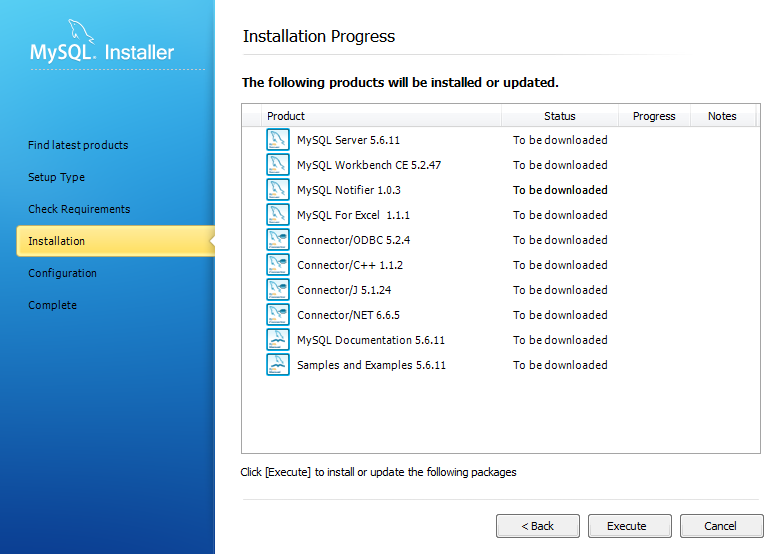 MySQL. Installer
Find latest products
Setup Type
Check Requirements
Installation
Configuration
Complete
Installation Progress
The following products will be installed or updated.
Product Status Progress Notes
MySQL Server 5.6.11 To be downloaded
MySQL Workbench CE 5.2.47 To be downloaded
MySQL Notifier 1.0.3 To be downloaded
MySQL For Excel 1.1.1 To be downloaded
Connector/ODBC 5.2.4 To be downloaded
Connector/C++ 1.1.2 To be downloaded
Connector/J 5.1.24 To be downloaded
Connector/NET 6.6.5 To be downloaded
MySQL Documentation 5.6.11 To be downloaded
Samples and Examples 5.6.11 To be downloaded
Click [Execute] to install or update the following packages
< Back Execute Cancel